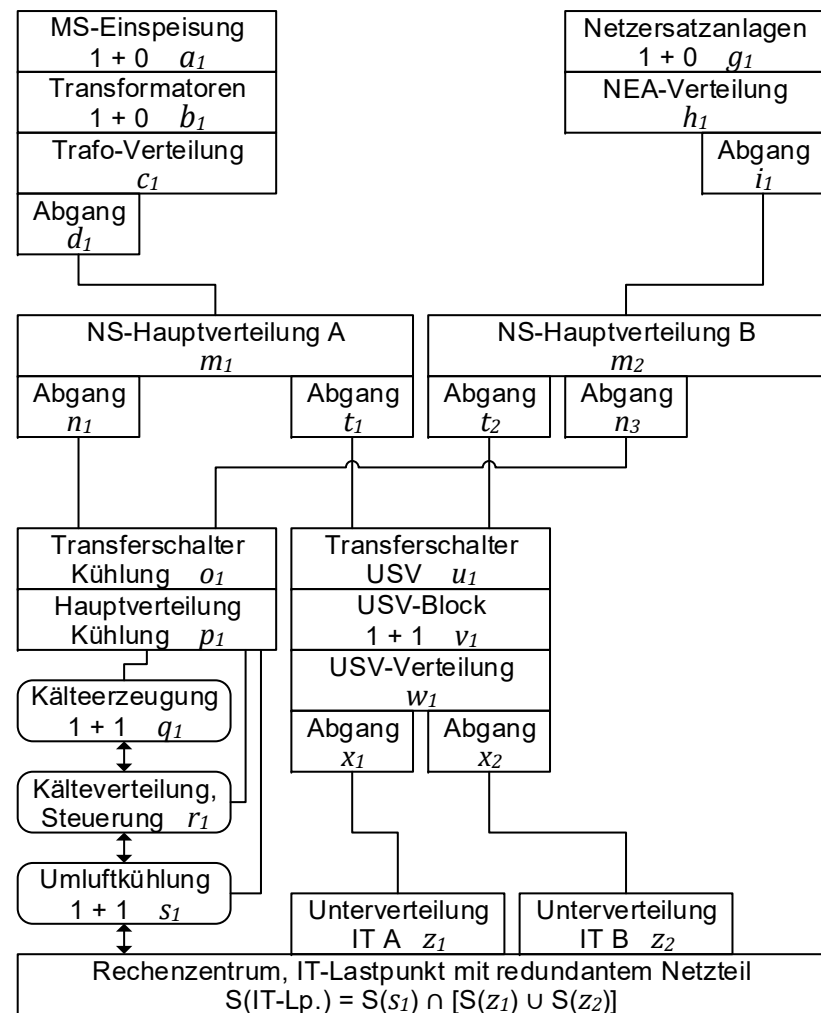 MS-Einspeisung
1 + 0 a1
Transformatoren
1 + 0 b1
Trafo-Verteilung
c1
Abgang
d1
Netzersatzanlagen
1 + 0 g1
NEA-Verteilung
h1
Abgang
i1
NS-Hauptverteilung A
m1
Abgang
n1
Abgang
t1
NS-Hauptverteilung B
m2
Abgang
t2
Abgang
n3
Transferschalter
Kühlung o1
Hauptverteilung
Kühlung p1
Transferschalter
USV u1
USV-Block
1 + 1 v1
USV-Verteilung
w1
Abgang
x1
Abgang
x2
Kälteerzeugung
1 + 1 q1
Kälteverteilung,
Steuerung r1
Umluftkühlung
1 + 1 s1
Unterverteilung
IT A z1
Unterverteilung
IT B z2
Rechenzentrum, IT-Lastpunkt mit redundantem Netzteil
S(IT-Lp.) = S(s1) ∩ [S(z1) ∪ S(z2)]